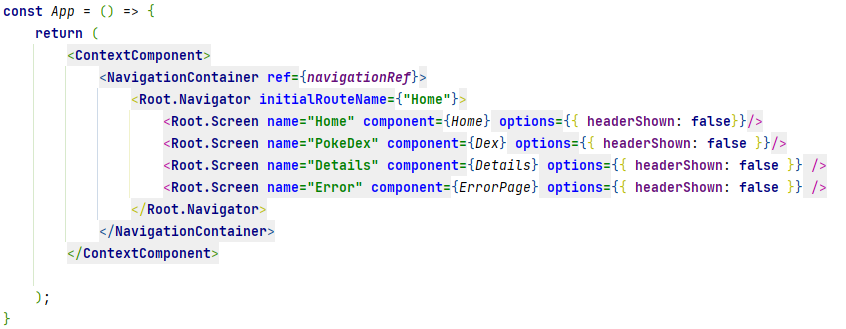 const App = () => {
    return (
        <ContextComponent>
            <NavigationContainer ref={navigationRef}>
                <Root.Navigator initialRouteName={"Home"}>
                    <Root.Screen name="Home" component={Home} options={{ headerShown: false}}/>
                    <Root.Screen name="PokeDex" component={Dex} options={{ headerShown: false }}/>
                    <Root.Screen name="Details" component={Details} options={{ headerShown: false }} />
                    <Root.Screen name="Error" component={ErrorPage} options={{ headerShown: false }} />
                </Root.Navigator>
            </NavigationContainer>
        </ContextComponent>
    );
}